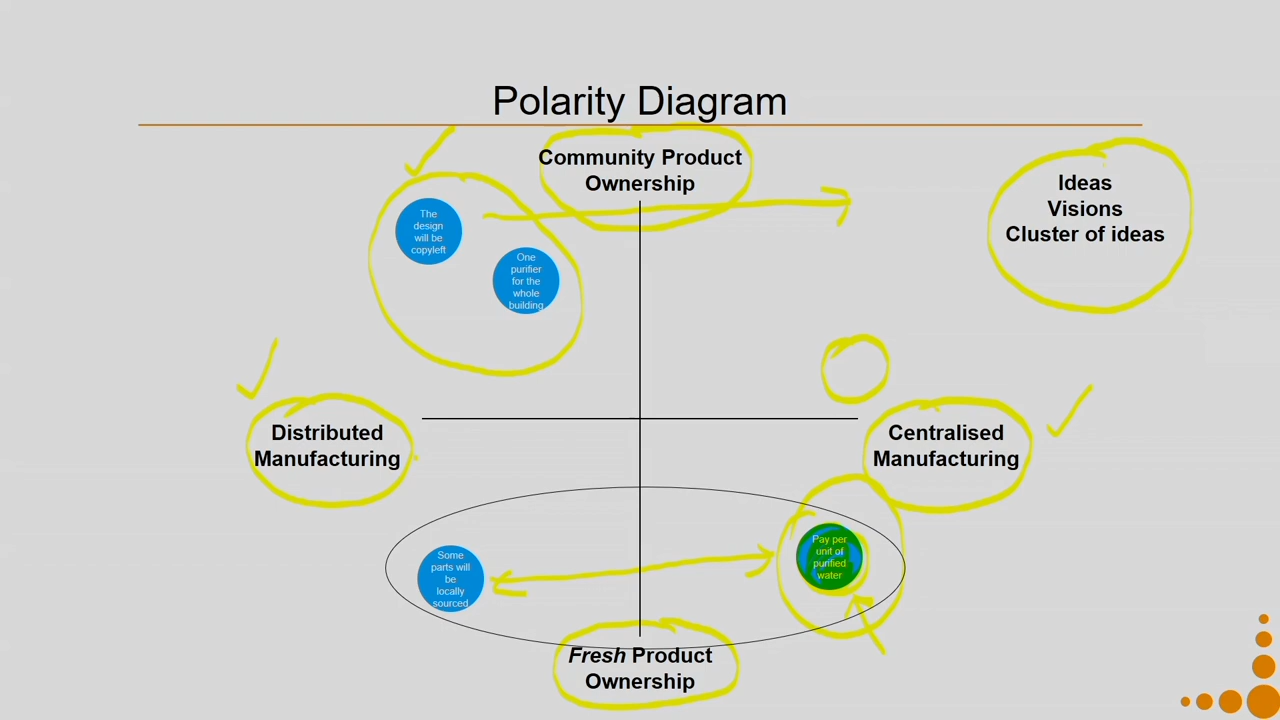 Polarity Diagram
Community Product
Ownership
Ideas
Visions
Cluster of ideas
The
design
will be
copyleft
One
purifier
for the
whole
building
Distributed
Manufacturing
Centralised
Manufacturing
Some
parts will
be
locally
sourced
Pay per
unit of
purified
water
Fresh Product
Ownership